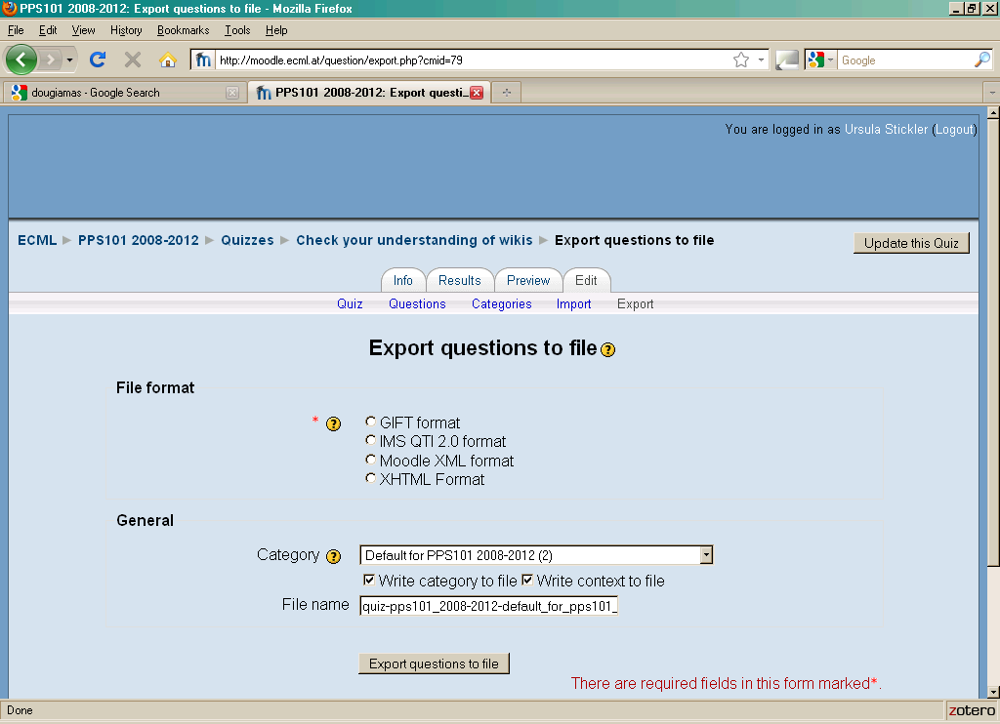 PPS101 2008-2012: Export questions to file - Mozilla Firefox
File Edit View History Bookmarks Tools Help
http://moodle.ecml.at/question/export.php?cmid=79
Google
dougiamas - Google Search
PPS101 2008-2012: Export questi...
You are logged in as Ursula Stickler (Logout)
ECML ► PPS101 2008-2012 ► Quizzes ► Check your understanding of wikis ► Export questions to file
Update this Quiz
Info Results Preview Edit
Quiz Questions Categories Import Export
Export questions to file ?
File format
* ?
GIFT format
IMS QTI 2.0 format
Moodle XML format
XHTML Format
General
Category ? Default for PPS101 2008-2012 (2)
Write category to file Write context to file
File name quiz-pps101_2008-2012-default_for_pps101_
Export questions to file
There are required fields in this form marked*.
Done
zotero